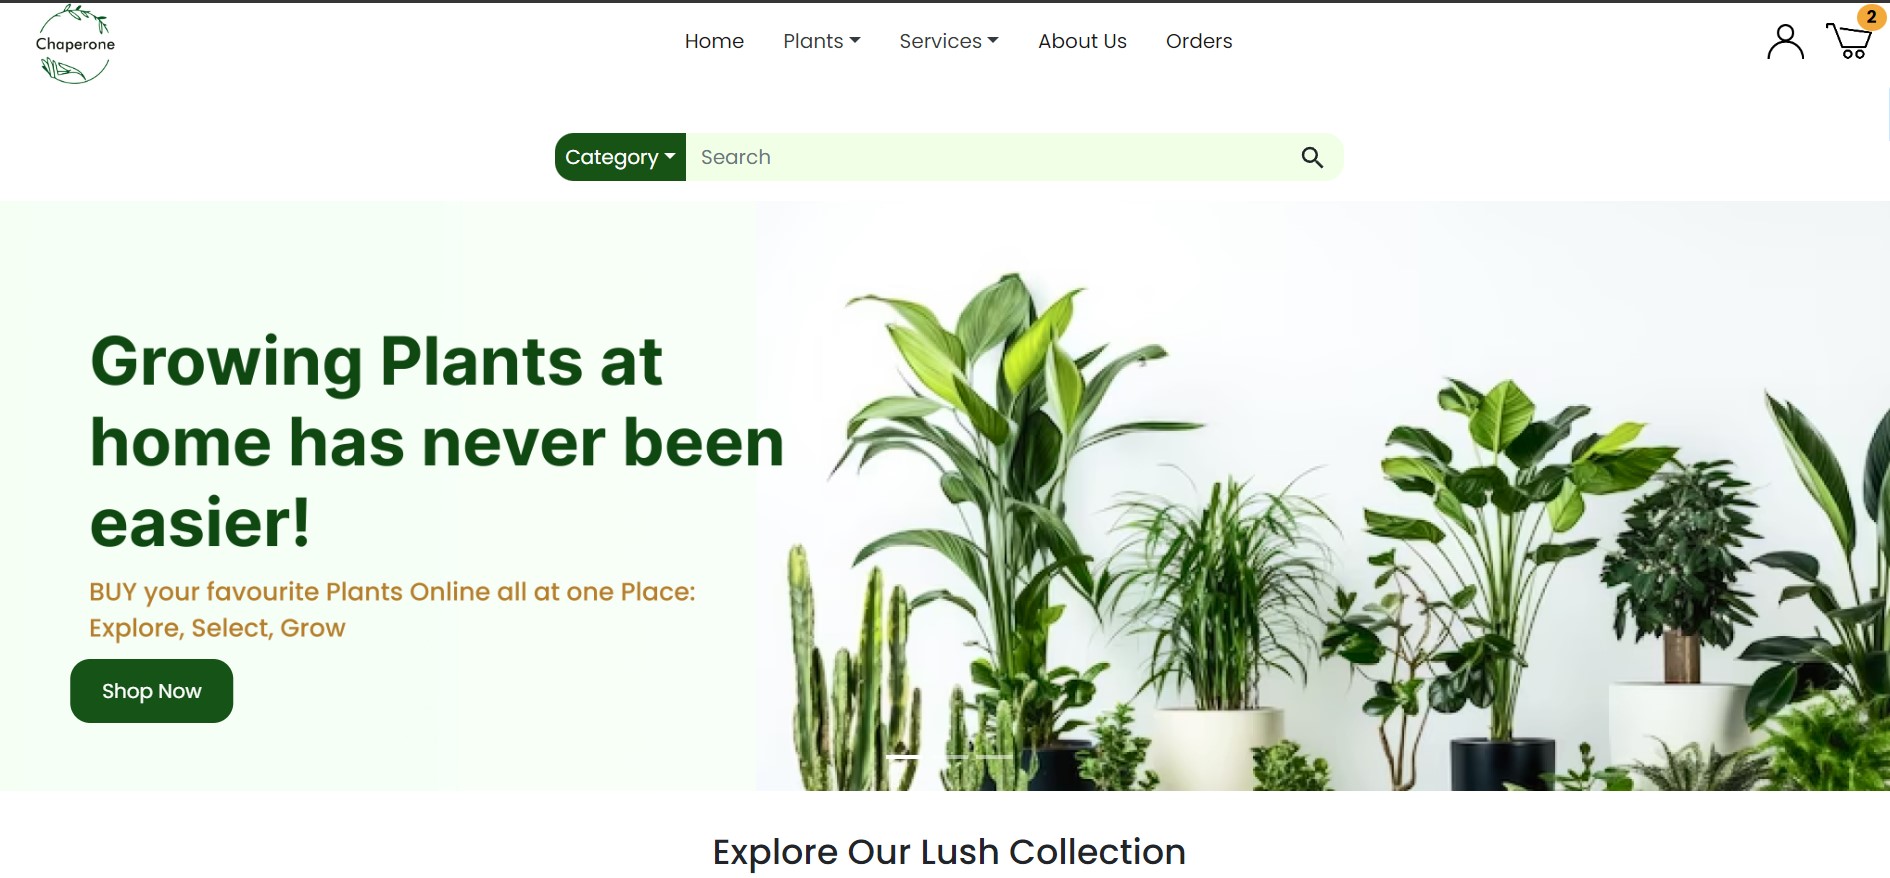 Chaperone
Home Plants Services About Us Orders
2
Category Search
Growing Plants at
home has never been
easier!
BUY your favourite Plants Online all at one Place:
Explore, Select, Grow
Shop Now
Explore Our Lush Collection